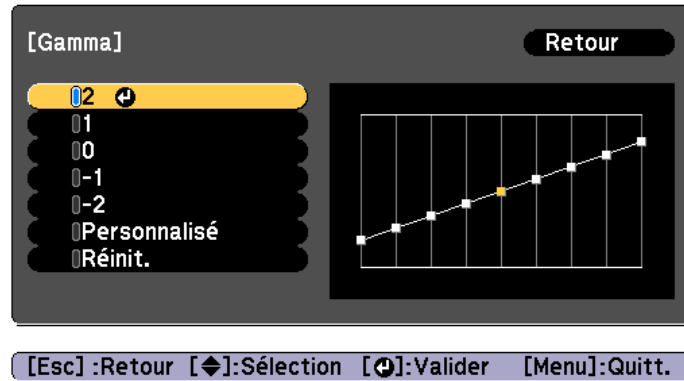 [Gamma]
Retour
2
1
0
-1
-2
Personnalisé
Réinit.
[Esc] :Retour [◆]:Sélection [⏎]:Valider [Menu]:Quitt.